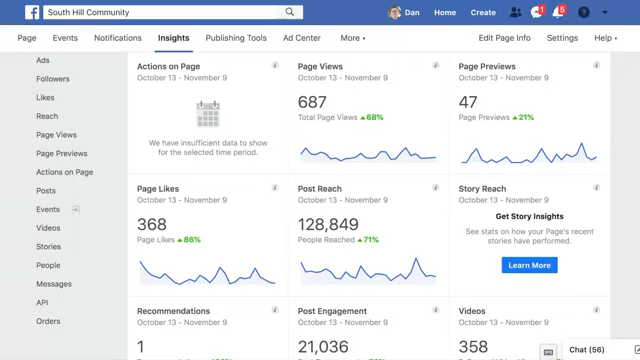 South Hill Community
Dan
Home
Create
1
5
Page
Events
Notifications
Insights
Publishing Tools
Ad Center
More
Edit Page Info
Settings
Help
Ads
Followers
Likes
Reach
Page Views
Page Previews
Actions on Page
Posts
Events
Videos
Stories
People
Messages
API
Orders
Actions on Page
October 13 - November 9
We have insufficient data to show
for the selected time period.
Page Views
October 13 - November 9
687
Total Page Views 68%
Page Previews
October 13 - November 9
47
Page Previews 21%
Page Likes
October 13 - November 9
368
Page Likes 86%
Post Reach
October 13 - November 9
128,849
People Reached 71%
Story Reach
October 13 - November 9
Get Story Insights
See stats on how your Page's recent
stories have performed.
Learn More
Recommendations
October 13 - November 9
1
Post Engagement
October 13 - November 9
21,036
Videos
October 13 - November 9
358
Chat (56)